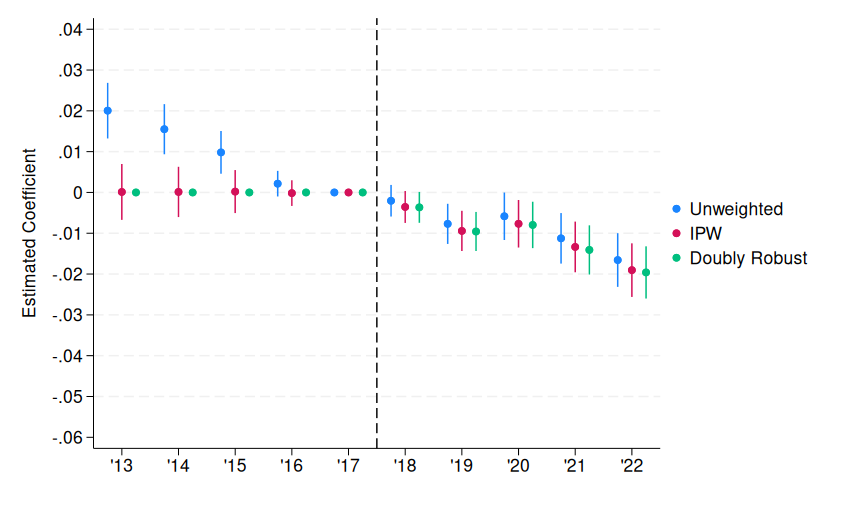 .04
.03
.02
.01
0
-.01
-.02
-.03
-.04
-.05
-.06
Estimated Coefficient
'13 '14 '15 '16 '17 '18 '19 '20 '21 '22
Unweighted
IPW
Doubly Robust